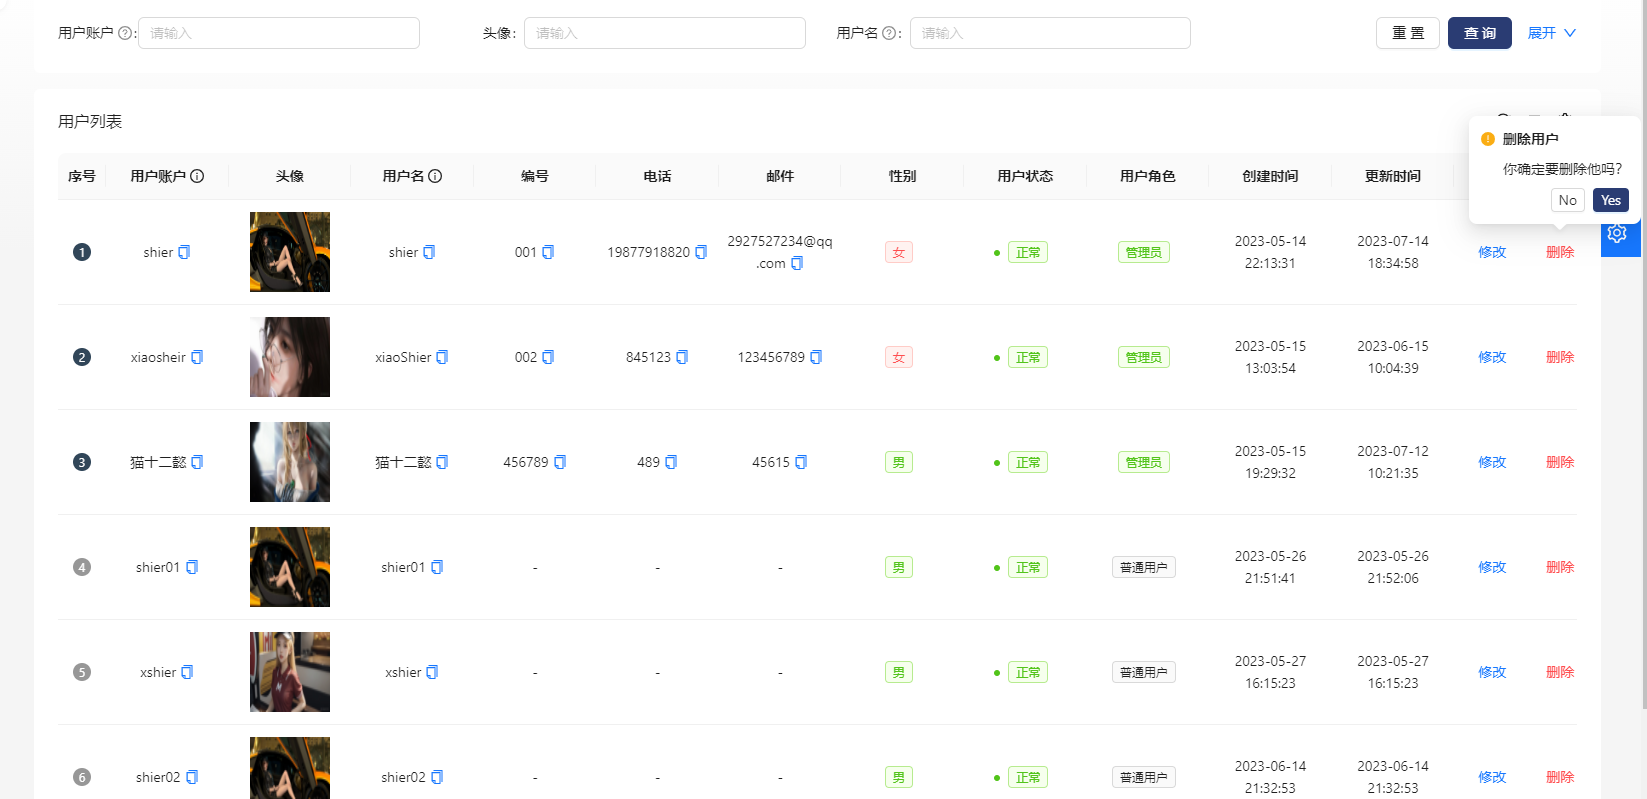 用户账户 : 请输入 头像: 请输入 用户名 : 请输入 重 置 查 询 展开
用户列表
删除用户
你确定要删除他吗?
No Yes
序号 用户账户 头像 用户名 编号 电话 邮件 性别 用户状态 用户角色 创建时间 更新时间
1 shier shier 001 19877918820 2927527234@qq.com 女 正常 管理员 2023-05-14 22:13:31 2023-07-14 18:34:58 修改 删除
2 xiaosheir xiaoShier 002 845123 123456789 女 正常 管理员 2023-05-15 13:03:54 2023-06-15 10:04:39 修改 删除
3 猫十二懿 猫十二懿 456789 489 45615 男 正常 管理员 2023-05-15 19:29:32 2023-07-12 10:21:35 修改 删除
4 shier01 shier01 - - - 男 正常 普通用户 2023-05-26 21:51:41 2023-05-26 21:52:06 修改 删除
5 xshier xshier - - - 男 正常 普通用户 2023-05-27 16:15:23 2023-05-27 16:15:23 修改 删除
6 shier02 shier02 - - - 男 正常 普通用户 2023-06-14 21:32:53 2023-06-14 21:32:53 修改 删除